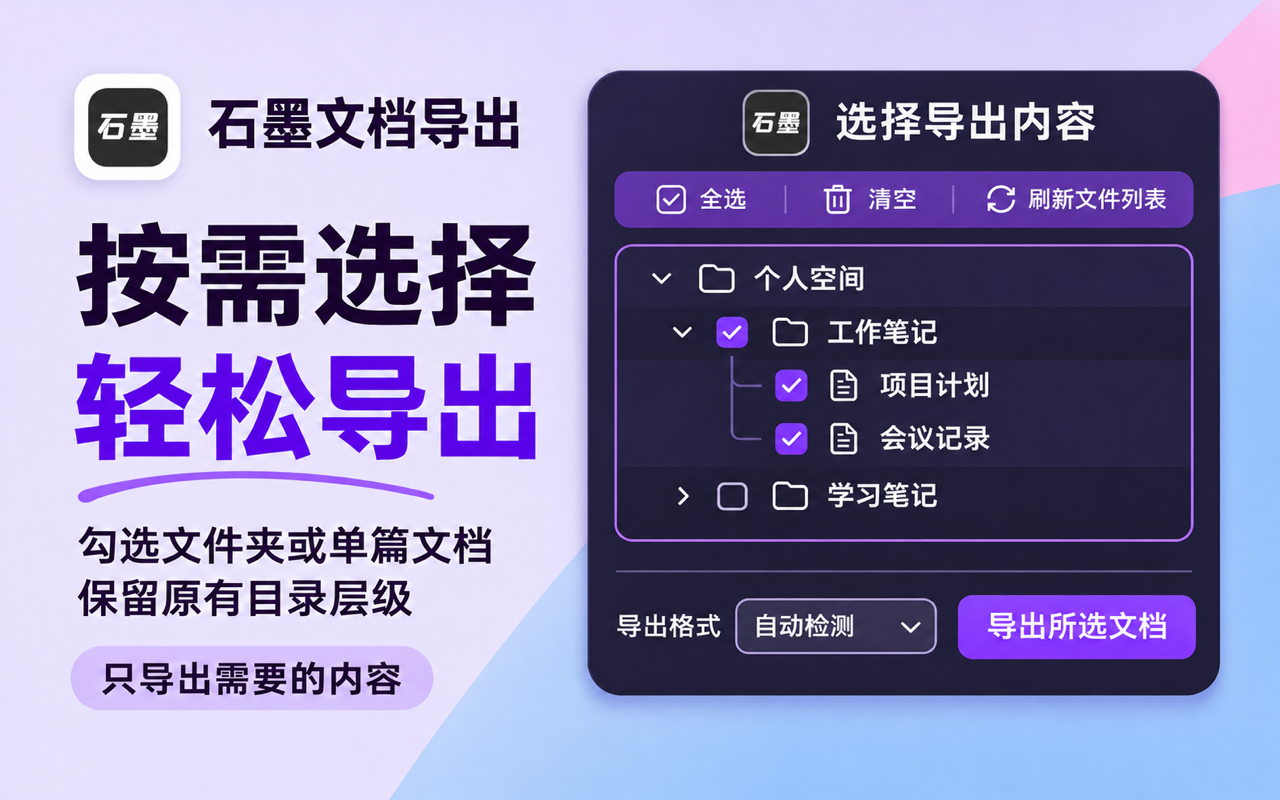 石墨
石墨文档导出
按需选择
轻松导出
勾选文件夹或单篇文档
保留原有目录层级
只导出需要的内容
石墨
选择导出内容
全选
清空
刷新文件列表
个人空间
工作笔记
项目计划
会议记录
学习笔记
导出格式
自动检测
导出所选文档